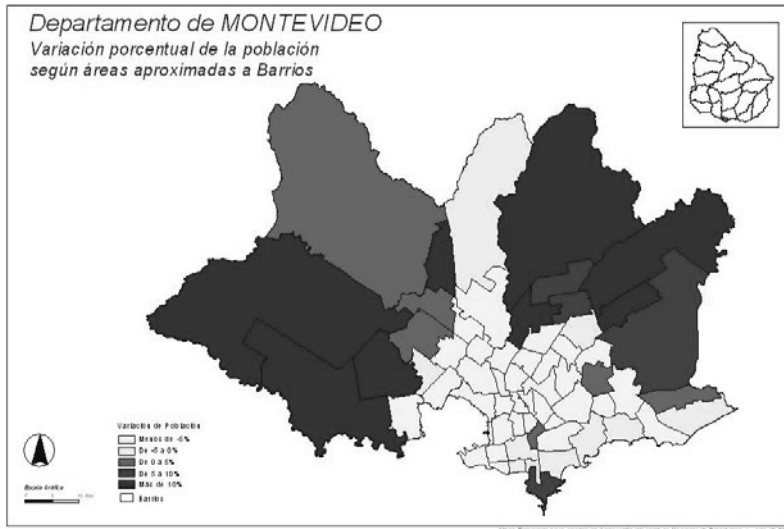 Departamento de MONTEVIDEO
Variación porcentual de la población
según áreas aproximadas a Barrios
Variación de Población
Menos de -5%
De -5 a 0%
De 0 a 5%
De 5 a 10%
Más de 10%
Barrios
Escala Gráfica